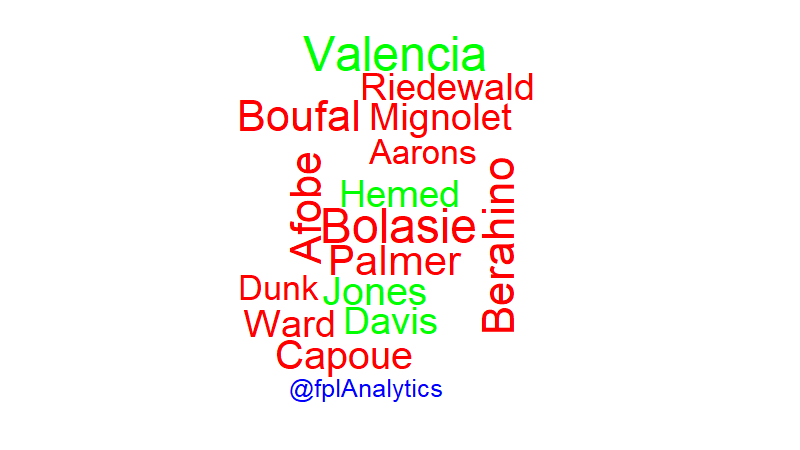 Valencia
Riedewald
Boufal Mignolet
Aarons
Afobe
Hemed
Berahino
Bolasie
Palmer
Dunk Jones
Ward Davis
Capoue
@fplAnalytics